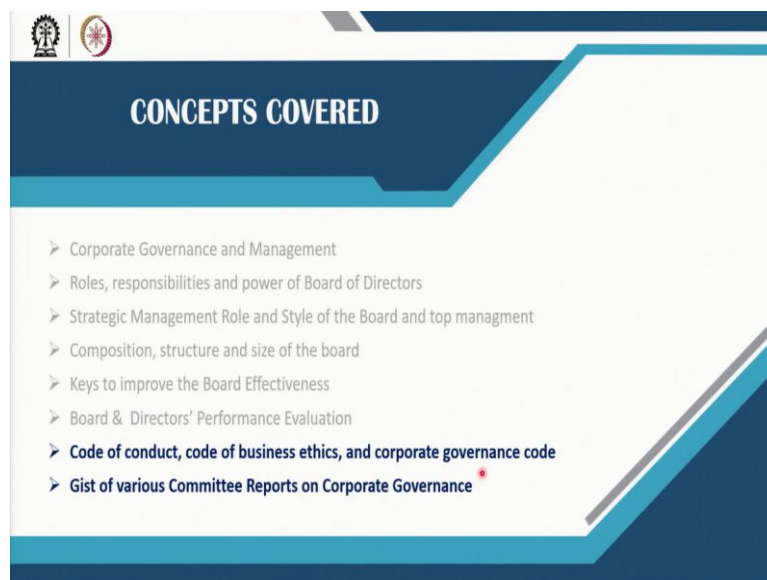 CONCEPTS COVERED
➢ Corporate Governance and Management
➢ Roles, responsibilities and power of Board of Directors
➢ Strategic Management Role and Style of the Board and top managment
➢ Composition, structure and size of the board
➢ Keys to improve the Board Effectiveness
➢ Board & Directors' Performance Evaluation
➢ Code of conduct, code of business ethics, and corporate governance code
➢ Gist of various Committee Reports on Corporate Governance